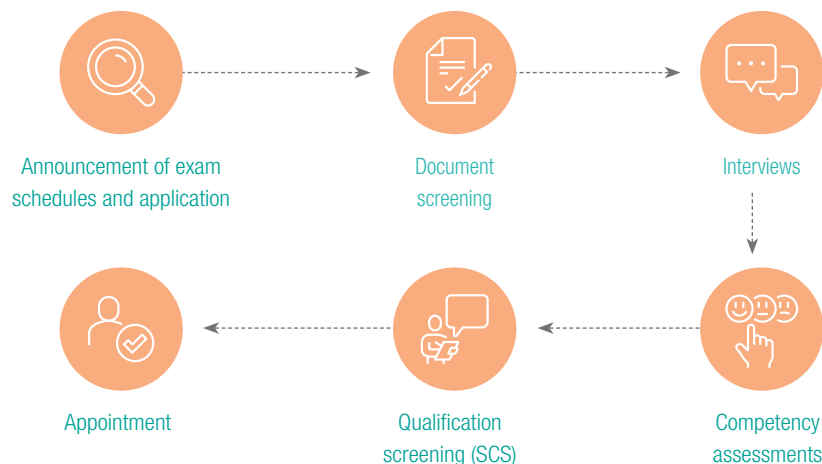 Announcement of exam
schedules and application
Document
screening
Interviews
Competency
assessments
Qualification
screening (SCS)
Appointment